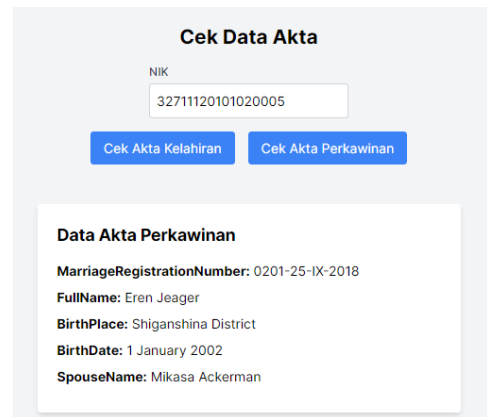 Cek Data Akta
NIK
32711120101020005
Cek Akta Kelahiran
Cek Akta Perkawinan
Data Akta Perkawinan
MarriageRegistrationNumber: 0201-25-IX-2018
FullName: Eren Jeager
BirthPlace: Shiganshina District
BirthDate: 1 January 2002
SpouseName: Mikasa Ackerman